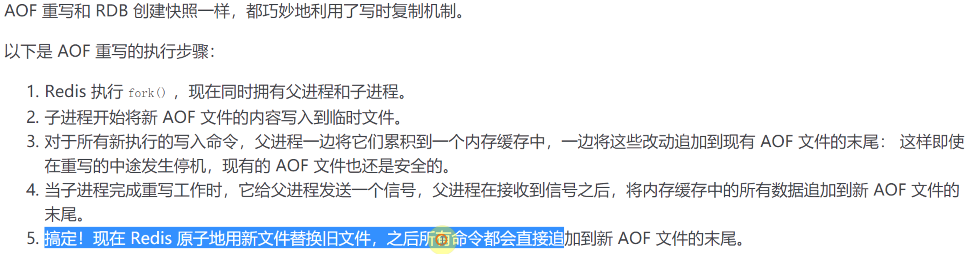 AOF 重写和 RDB 创建快照一样，都巧妙地利用了写时复制机制。
以下是 AOF 重写的执行步骤：
1. Redis 执行 fork() ，现在同时拥有父进程和子进程。
2. 子进程开始将新 AOF 文件的内容写入到临时文件。
3. 对于所有新执行的写入命令，父进程一边将它们累积到一个内存缓存中，一边将这些改动追加到现有 AOF 文件的末尾： 这样即使
在重写的中途发生停机，现有的 AOF 文件也还是安全的。
4. 当子进程完成重写工作时，它给父进程发送一个信号，父进程在接收到信号之后，将内存缓存中的所有数据追加到新 AOF 文件的
末尾。
5. 搞定！现在 Redis 原子地用新文件替换旧文件，之后所有命令都会直接追加到新 AOF 文件的末尾。